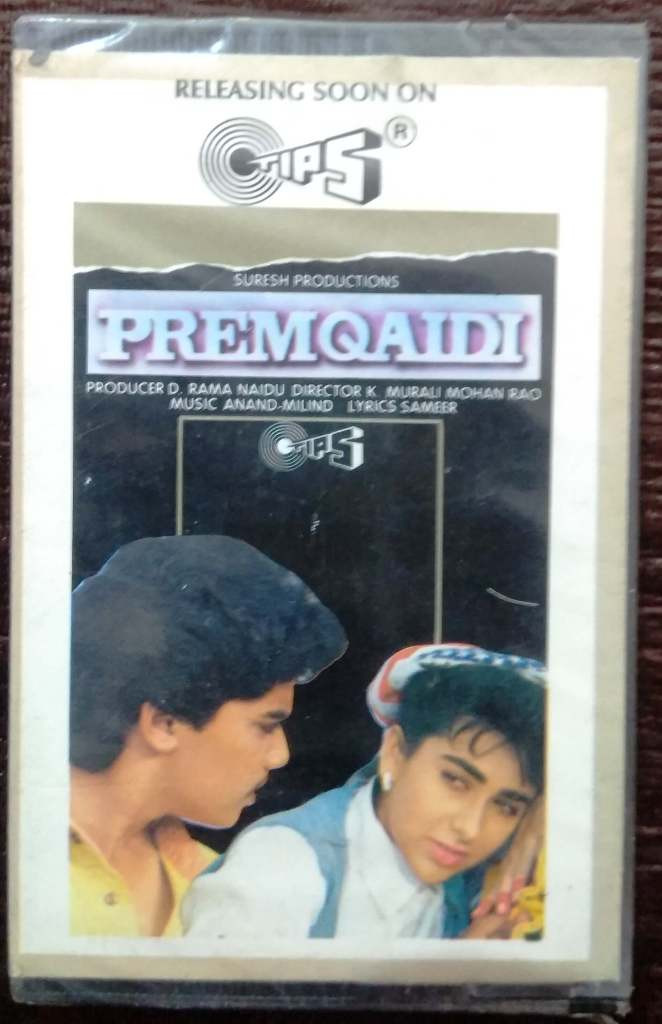 RELEASING SOON ON
TIPS ®
SURESH PRODUCTIONS
PREMQAIDI
PRODUCER D. RAMA NAIDU DIRECTOR K. MURALI MOHAN RAO
MUSIC ANAND-MILIND LYRICS SAMEER
TIPS